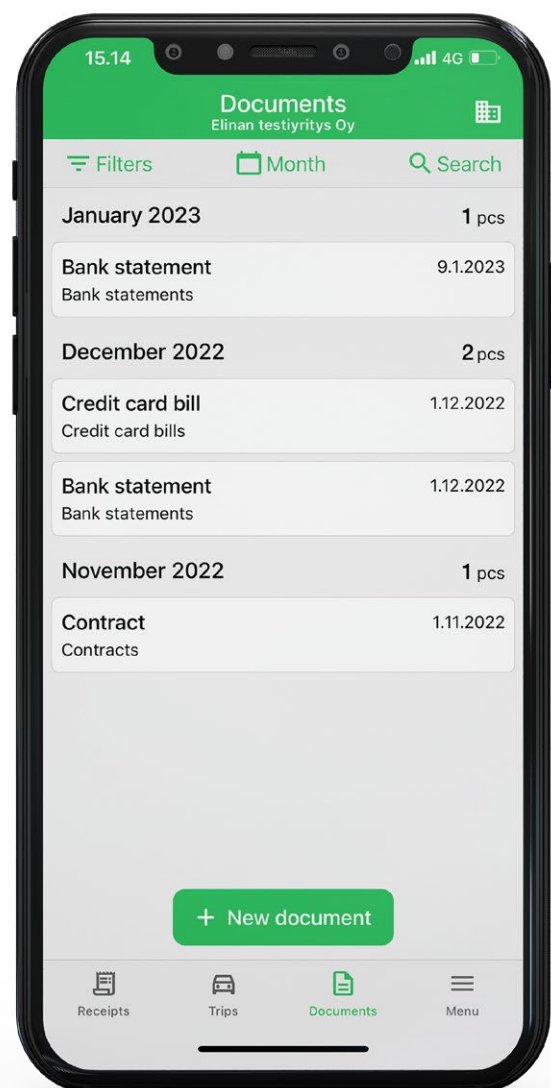 15.14
4G
Documents
Elinan testiyritys Oy
Filters Month Search
January 2023 1 pcs
Bank statement 9.1.2023
Bank statements
December 2022 2 pcs
Credit card bill 1.12.2022
Credit card bills
Bank statement 1.12.2022
Bank statements
November 2022 1 pcs
Contract 1.11.2022
Contracts
+ New document
Receipts Trips Documents Menu